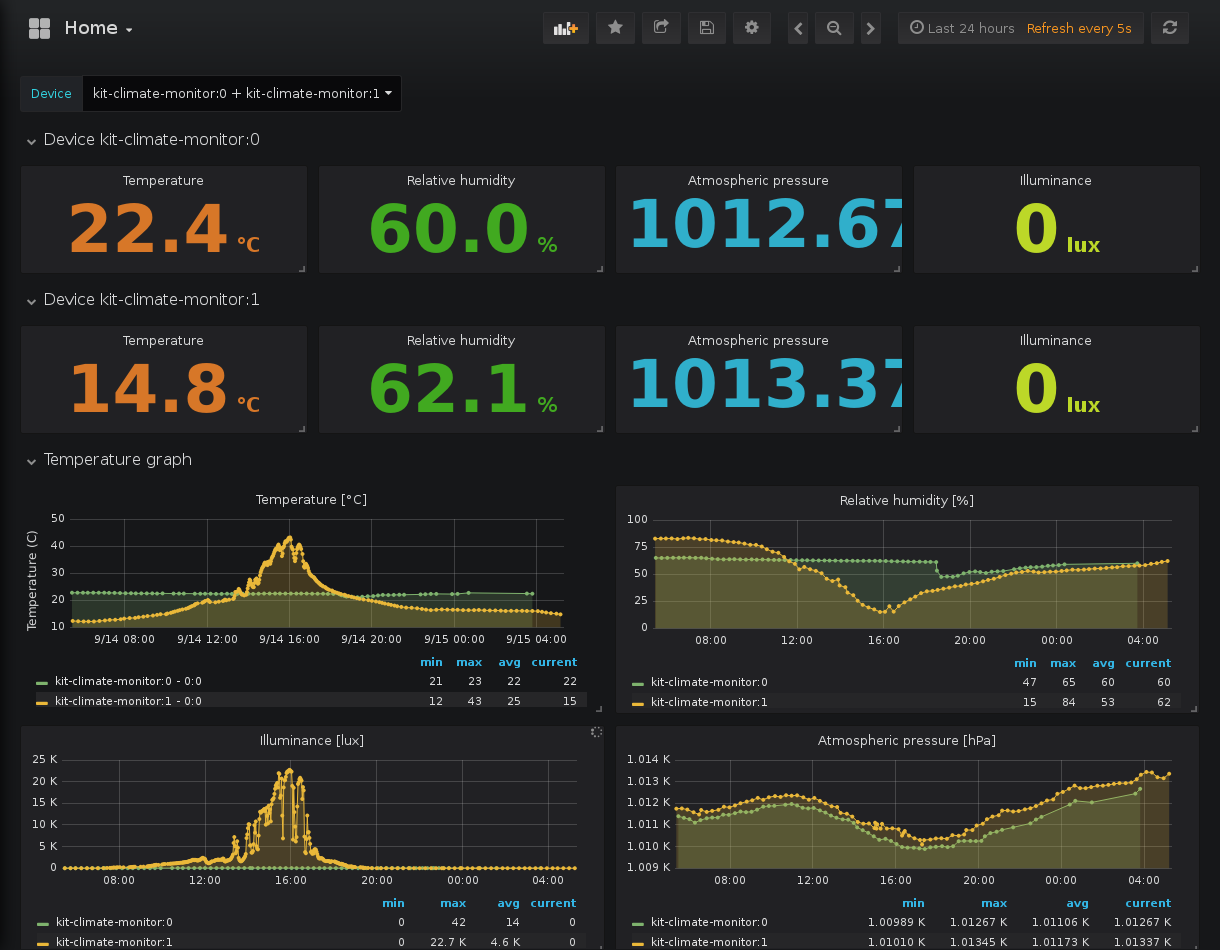 Home
Last 24 hours Refresh every 5s
Device kit-climate-monitor:0 + kit-climate-monitor:1
Device kit-climate-monitor:0
Temperature Relative humidity Atmospheric pressure Illuminance
22.4 °C 60.0 % 1012.67 0 lux
Device kit-climate-monitor:1
Temperature Relative humidity Atmospheric pressure Illuminance
14.8 °C 62.1 % 1013.37 0 lux
Temperature graph
Temperature [°C]
Temperature (C)
50
40
30
20
10
9/14 08:00 9/14 12:00 9/14 16:00 9/14 20:00 9/15 00:00 9/15 04:00
min max avg current
kit-climate-monitor:0 - 0:0 21 23 22 22
kit-climate-monitor:1 - 0:0 12 43 25 15
Relative humidity [%]
100
75
50
25
0
08:00 12:00 16:00 20:00 00:00 04:00
min max avg current
kit-climate-monitor:0 47 65 60 60
kit-climate-monitor:1 15 84 53 62
Illuminance [lux]
25 K
20 K
15 K
10 K
5 K
0
08:00 12:00 16:00 20:00 00:00 04:00
min max avg current
kit-climate-monitor:0 0 42 14 0
kit-climate-monitor:1 0 22.7 K 4.6 K 0
Atmospheric pressure [hPa]
1.014 K
1.013 K
1.012 K
1.011 K
1.010 K
1.009 K
08:00 12:00 16:00 20:00 00:00 04:00
min max avg current
kit-climate-monitor:0 1.00989 K 1.01267 K 1.01106 K 1.01267 K
kit-climate-monitor:1 1.01010 K 1.01345 K 1.01173 K 1.01337 K